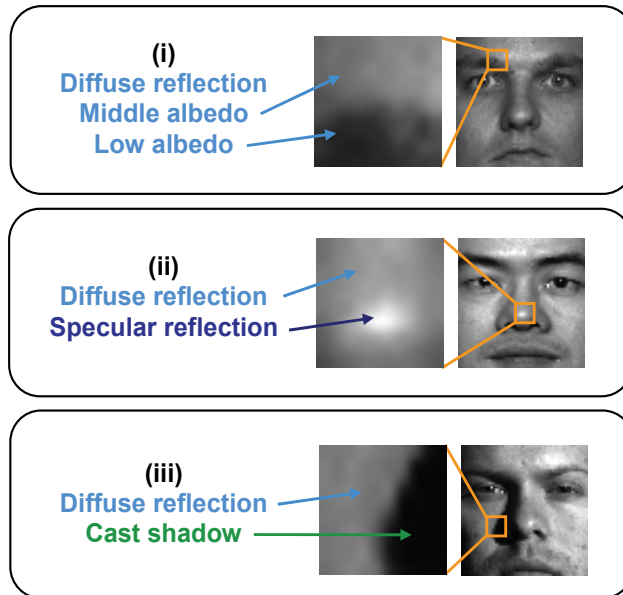 (i)
Diffuse reflection
Middle albedo
Low albedo
(ii)
Diffuse reflection
Specular reflection
(iii)
Diffuse reflection
Cast shadow